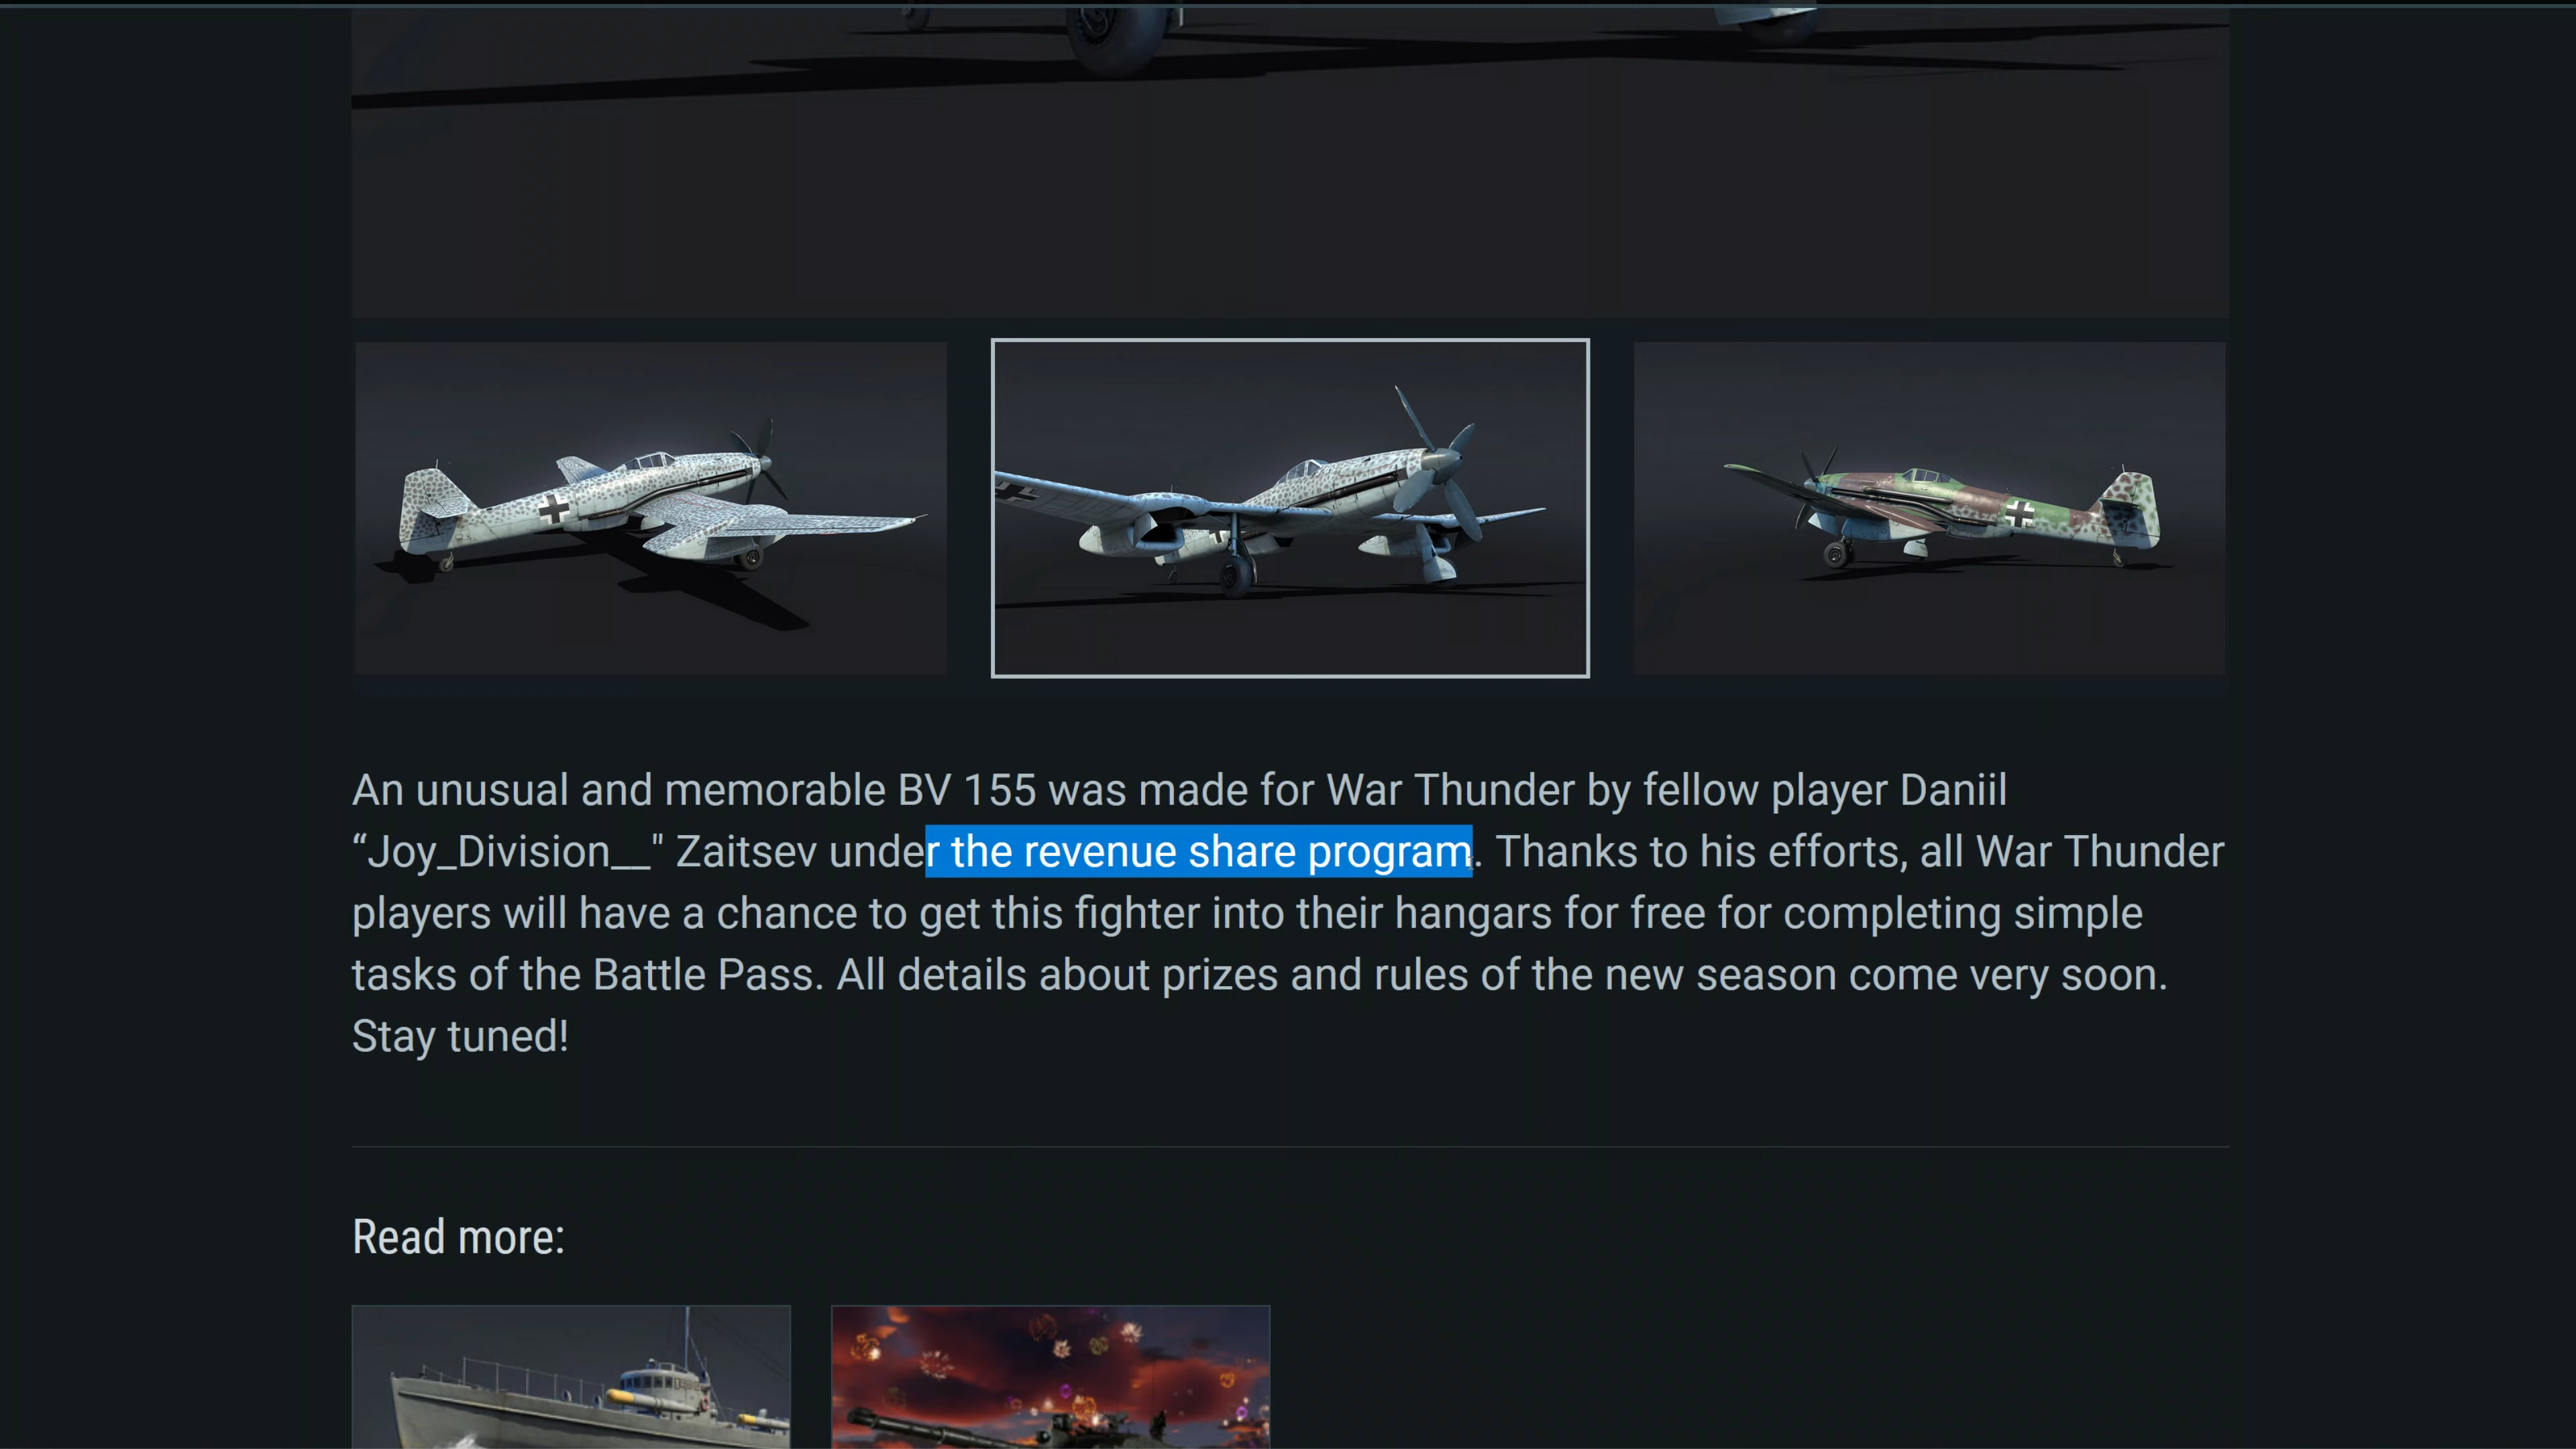 An unusual and memorable BV 155 was made for War Thunder by fellow player Daniil
“Joy_Division__" Zaitsev under the revenue share program. Thanks to his efforts, all War Thunder
players will have a chance to get this fighter into their hangars for free for completing simple
tasks of the Battle Pass. All details about prizes and rules of the new season come very soon.
Stay tuned!
Read more: